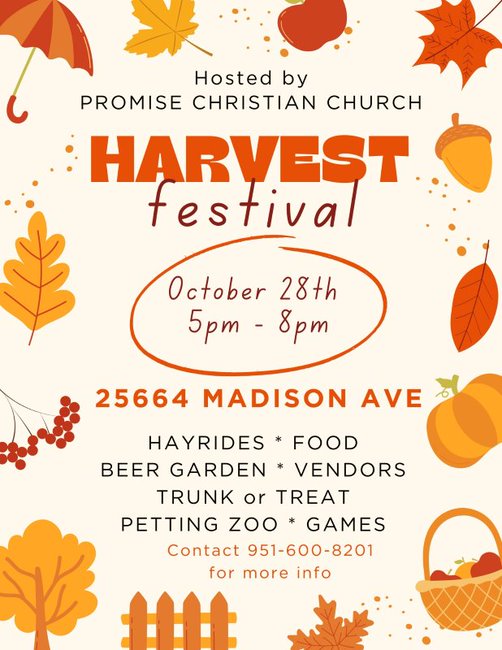 Hosted by
PROMISE CHRISTIAN CHURCH
HARVEST
festival
October 28th
5pm - 8pm
25664 MADISON AVE
HAYRIDES * FOOD
BEER GARDEN * VENDORS
TRUNK or TREAT
PETTING ZOO * GAMES
Contact 951-600-8201
for more info